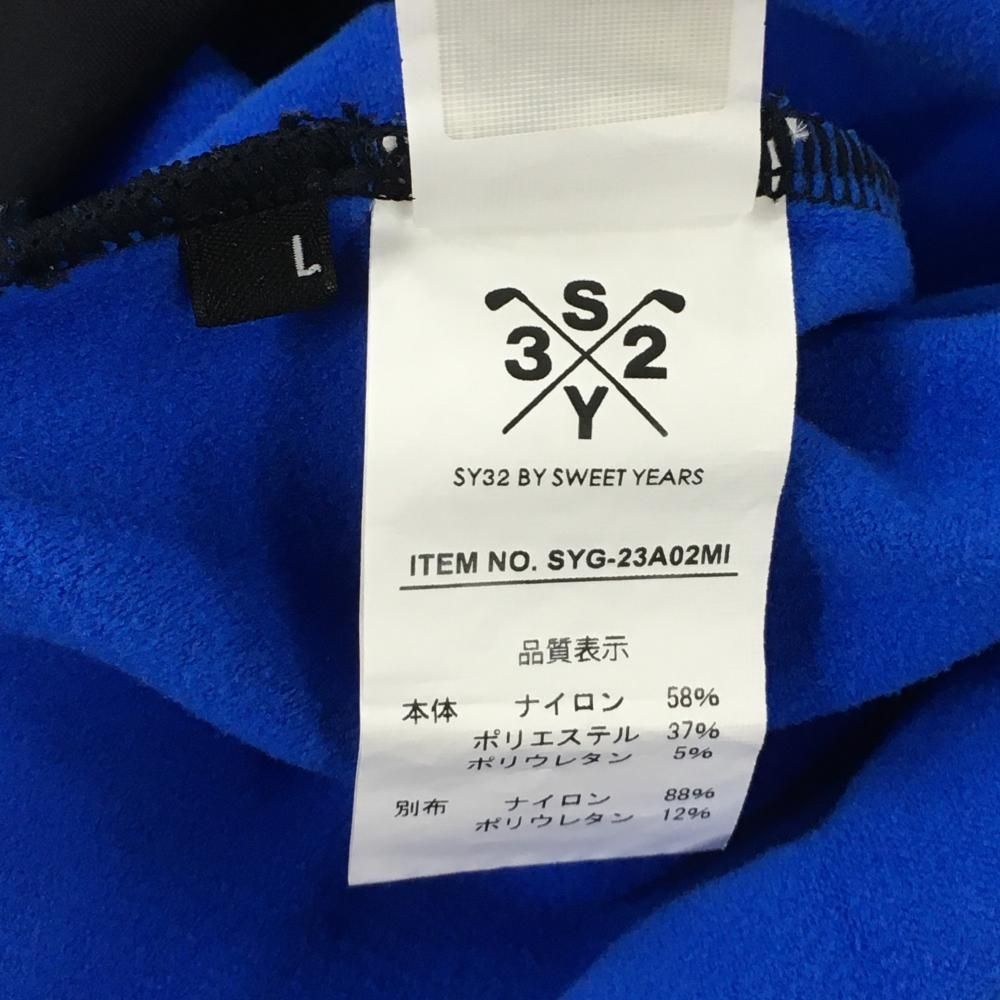 L
S
3 2
Y
SY32 BY SWEET YEARS
ITEM NO. SYG-23A02MI
品質表示
本体 ナイロン 58%
ポリエステル 37%
ポリウレタン 5%
別布 ナイロン 88%
ポリウレタン 12%